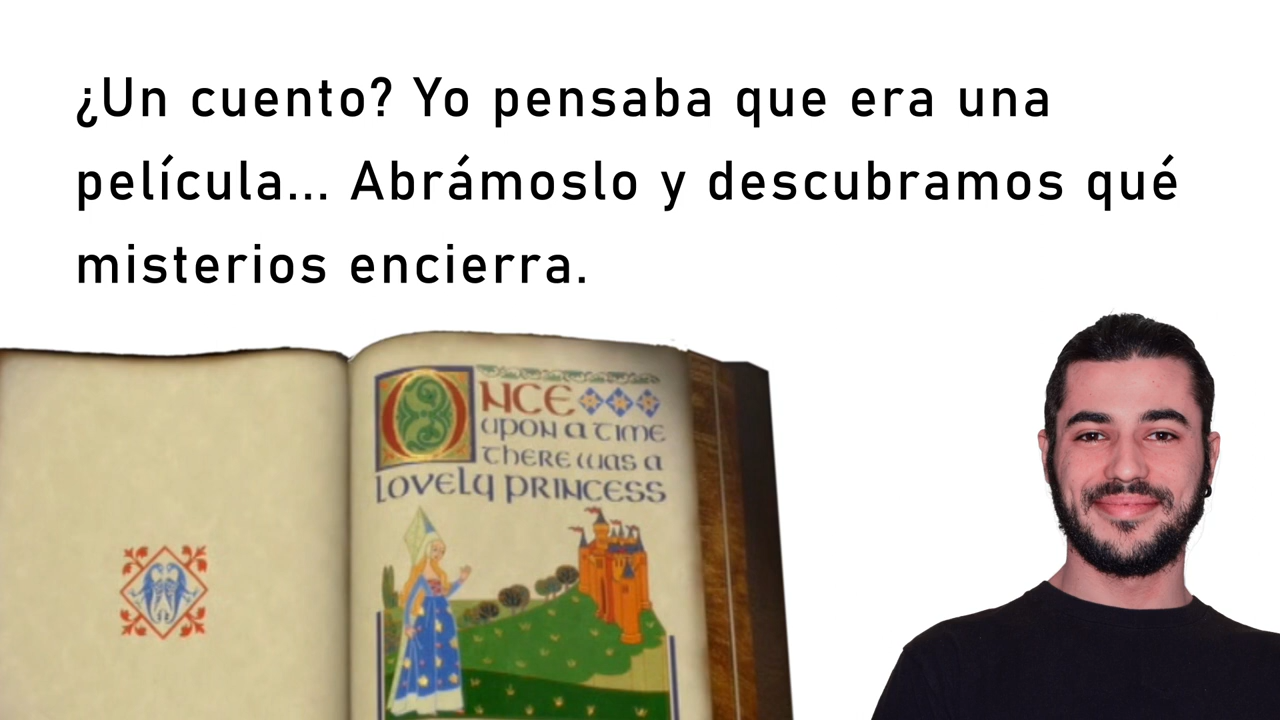 ¿Un cuento? Yo pensaba que era una
película... Abrámoslo y descubramos qué
misterios encierra.
ONCE
upon a time
there was a
lovely princess